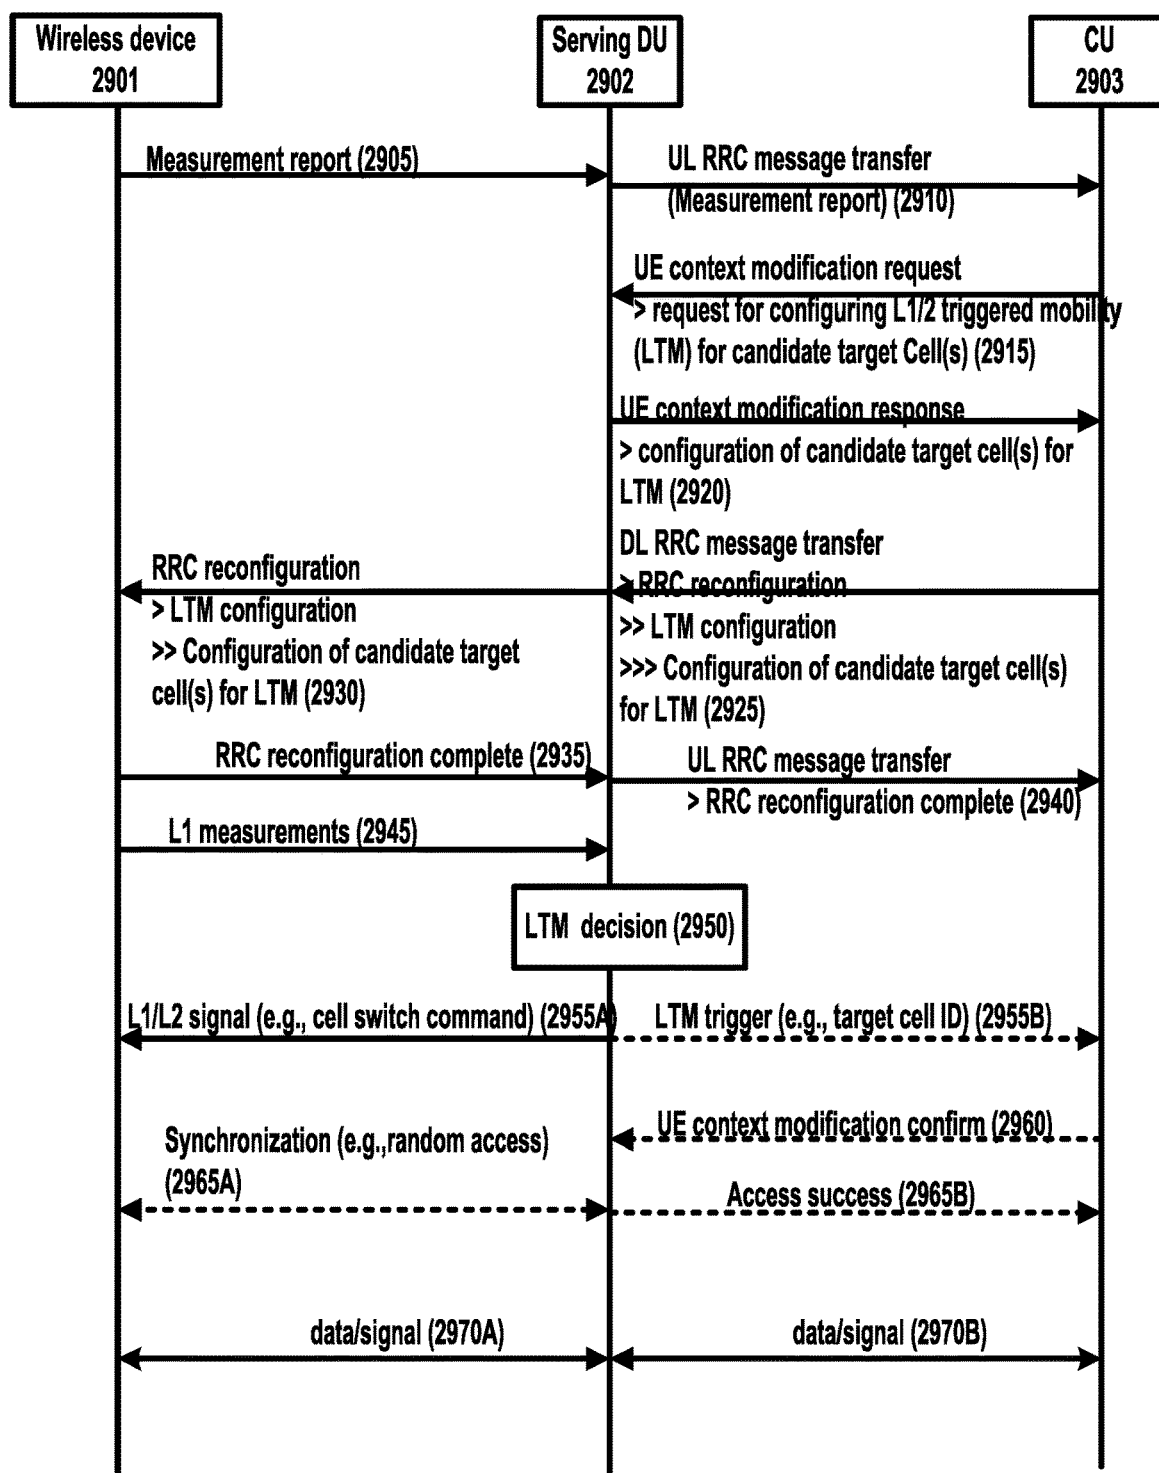 Wireless device
2901
Serving DU
2902
CU
2903
Measurement report (2905)
UL RRC message transfer
(Measurement report) (2910)
UE context modification request
> request for configuring L1/2 triggered mobility
(LTM) for candidate target Cell(s) (2915)
UE context modification response
> configuration of candidate target cell(s) for
LTM (2920)
DL RRC message transfer
> RRC reconfiguration
>> LTM configuration
>>> Configuration of candidate target cell(s)
for LTM (2925)
RRC reconfiguration
> LTM configuration
>> Configuration of candidate target
cell(s) for LTM (2930)
RRC reconfiguration complete (2935)
UL RRC message transfer
> RRC reconfiguration complete (2940)
L1 measurements (2945)
LTM decision (2950)
L1/L2 signal (e.g., cell switch command) (2955A)
LTM trigger (e.g., target cell ID) (2955B)
UE context modification confirm (2960)
Synchronization (e.g.,random access)
(2965A)
Access success (2965B)
data/signal (2970A)
data/signal (2970B)